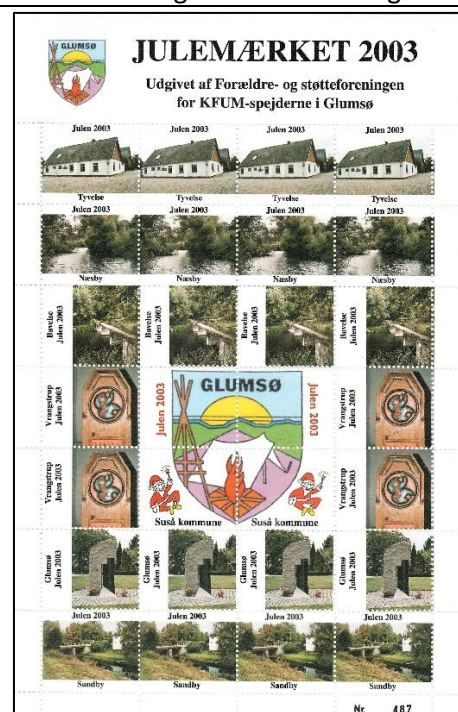 GLUMSØ
JULEMÆRKET 2003
Udgivet af Forældre- og støtteforeningen
for KFUM-spejderne i Glumsø
Julen 2003 Julen 2003 Julen 2003 Julen 2003
Tyvelse Tyvelse Tyvelse Tyvelse
Julen 2003 Julen 2003 Julen 2003 Julen 2003
Næsby Næsby Næsby Næsby
Bavelse Bavelse Bavelse Bavelse
Julen 2003 Julen 2003 Julen 2003 Julen 2003
Vrangstrup Vrangstrup
Julen 2003 Julen 2003
GLUMSØ
Julen 2003 Julen 2003
Vrangstrup Vrangstrup
Julen 2003 Julen 2003
Suså kommune Suså kommune
Glumsø Glumsø Glumsø Glumsø
Julen 2003 Julen 2003 Julen 2003 Julen 2003
Julen 2003 Julen 2003 Julen 2003 Julen 2003
Sandby Sandby Sandby Sandby
Nr. 487